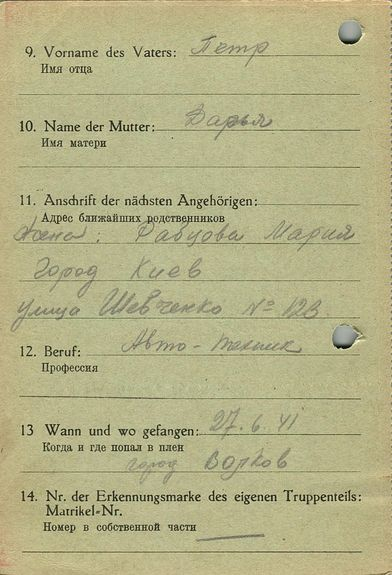 9. Vorname des Vaters: Петр
Имя отца
10. Name der Mutter: Дарья
Имя матери
11. Anschrift der nächsten Angehörigen:
Адрес ближайших родственников
Жена: Мария
город Киев
улица Шевченко № 123
12. Beruf: Авто-техник
Профессия
13 Wann und wo gefangen: 27.6.41
Когда и где попал в плен
город Волков
14. Nr. der Erkennungsmarke des eigenen Truppenteils:
Matrikel-Nr.
Номер в собственной части